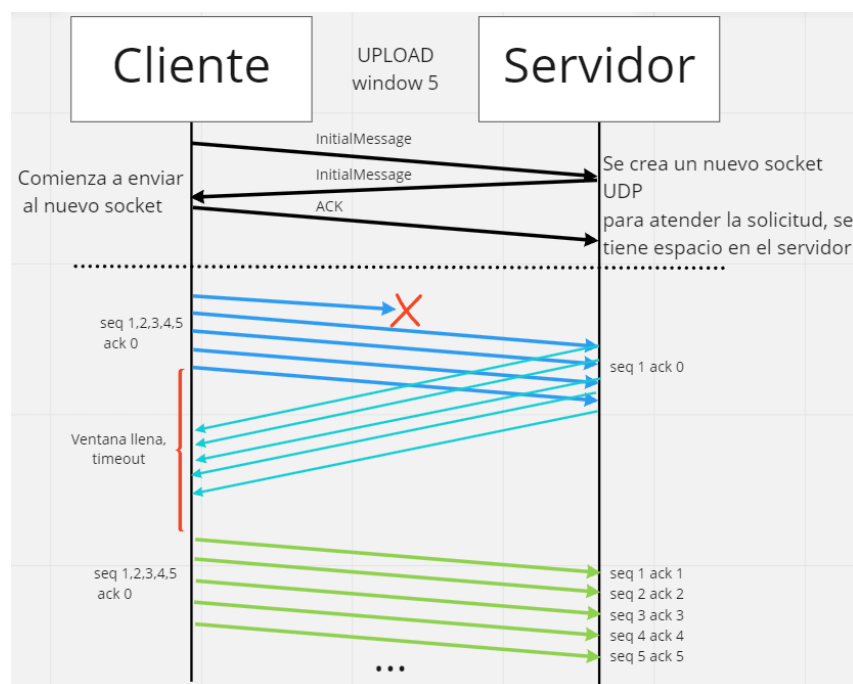 Cliente
UPLOAD
window 5
Servidor
InitialMessage
InitialMessage
ACK
Comienza a enviar
al nuevo socket
Se crea un nuevo socket
UDP
para atender la solicitud, se
tiene espacio en el servidor
seq 1,2,3,4,5
ack 0
seq 1 ack 0
Ventana llena,
timeout
seq 1,2,3,4,5
ack 0
seq 1 ack 1
seq 2 ack 2
seq 3 ack 3
seq 4 ack 4
seq 5 ack 5
...